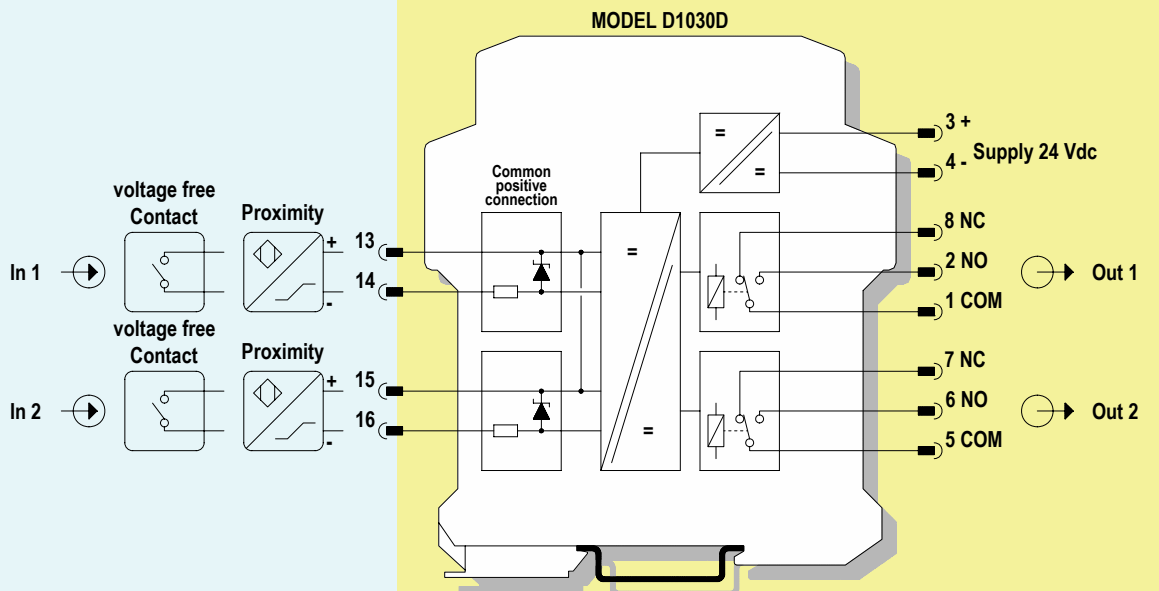 MODEL D1030D
3 +
Supply 24 Vdc
4 -
Common
positive
connection
voltage free
Contact
Proximity
In 1
+
13
-
14
8 NC
2 NO
1 COM
Out 1
voltage free
Contact
Proximity
In 2
+
15
-
16
7 NC
6 NO
5 COM
Out 2
=
=
=
=